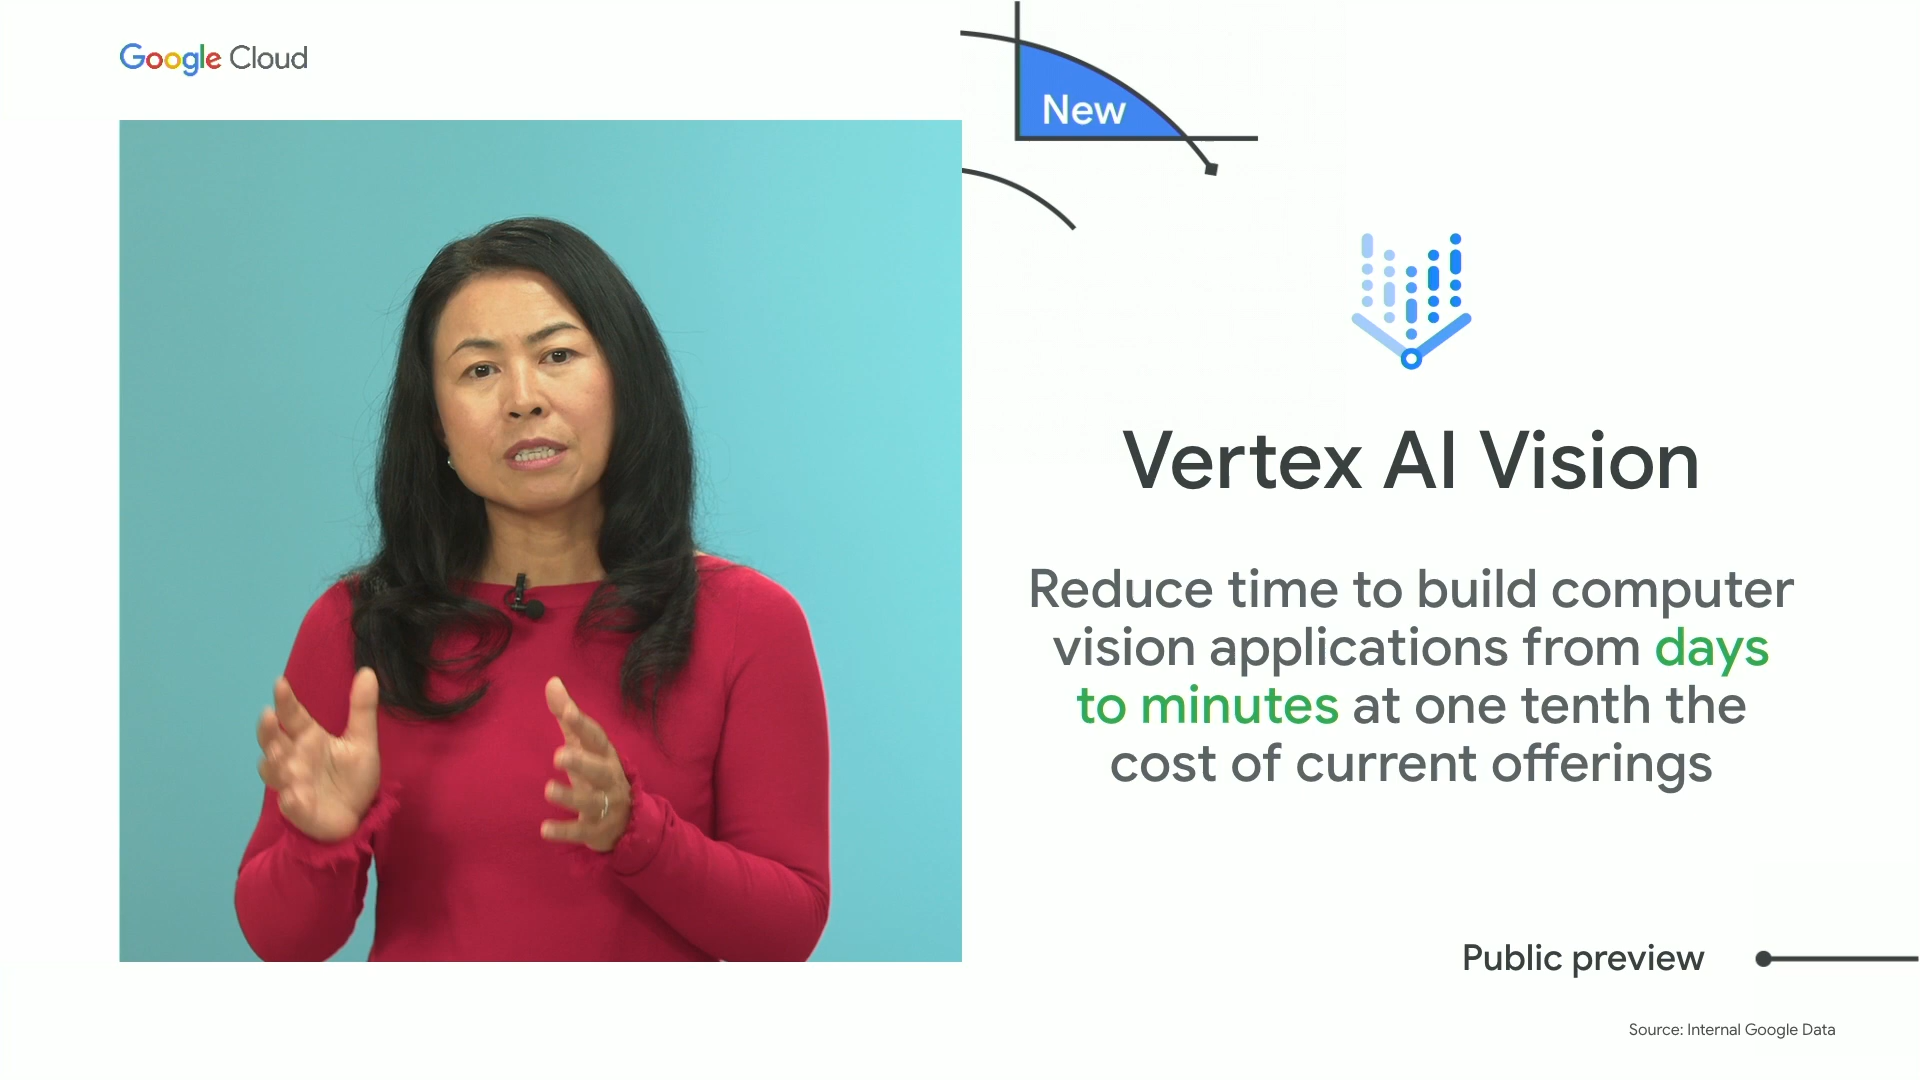 Google Cloud
New
Vertex AI Vision
Reduce time to build computer
vision applications from days
to minutes at one tenth the
cost of current offerings
Public preview
Source: Internal Google Data